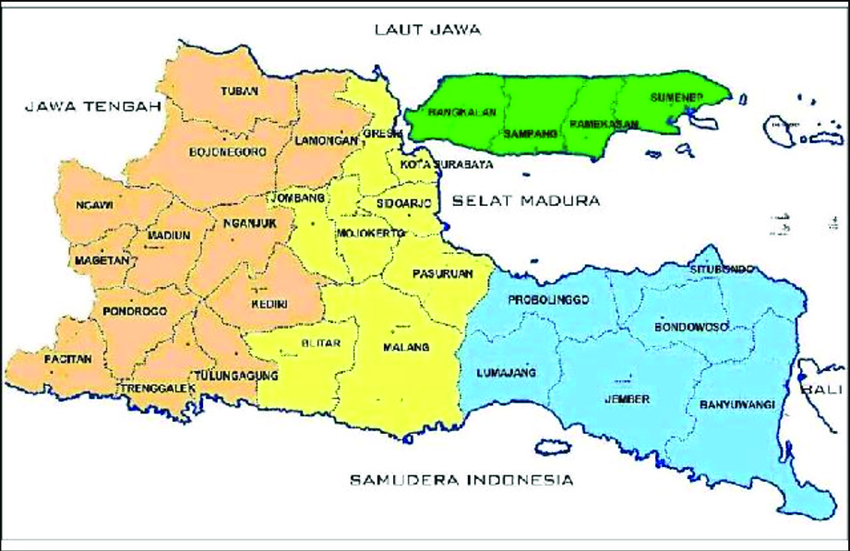 LAUT JAWA
JAWA TENGAH
TUBAN
SUMENEP
BANGKALAN
SAMPANG
PAMEKASAN
GRESIK
LAMONGAN
BOJONEGORO
KOTA SURABAYA
JOMBANG
SIDOARJO
SELAT MADURA
NGAWI
NGANJUK
MADIUN
MOJOKERTO
MAGETAN
PASURUAN
SITUBONDO
PROBOLINGGO
KEDIRI
PONDROGO
BONDOWOSO
BLITAR
MALANG
PACITAN
LUMAJANG
TULUNGAGUNG
TRENGGALEK
BALI
JEMBER
BANYUWANGI
SAMUDERA INDONESIA